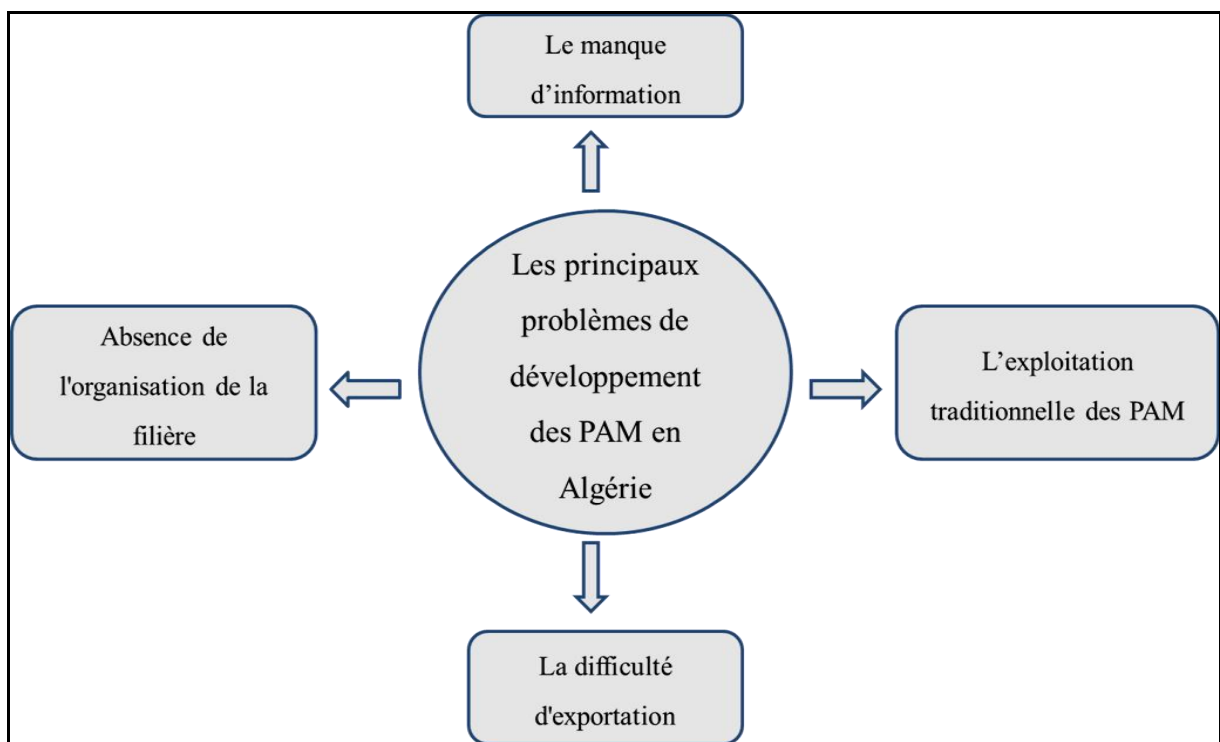 Le manque
d’information
Les principaux
problèmes de
développement
des PAM en
Algérie
Absence de
l'organisation de la
filière
L’exploitation
traditionnelle des PAM
La difficulté
d'exportation